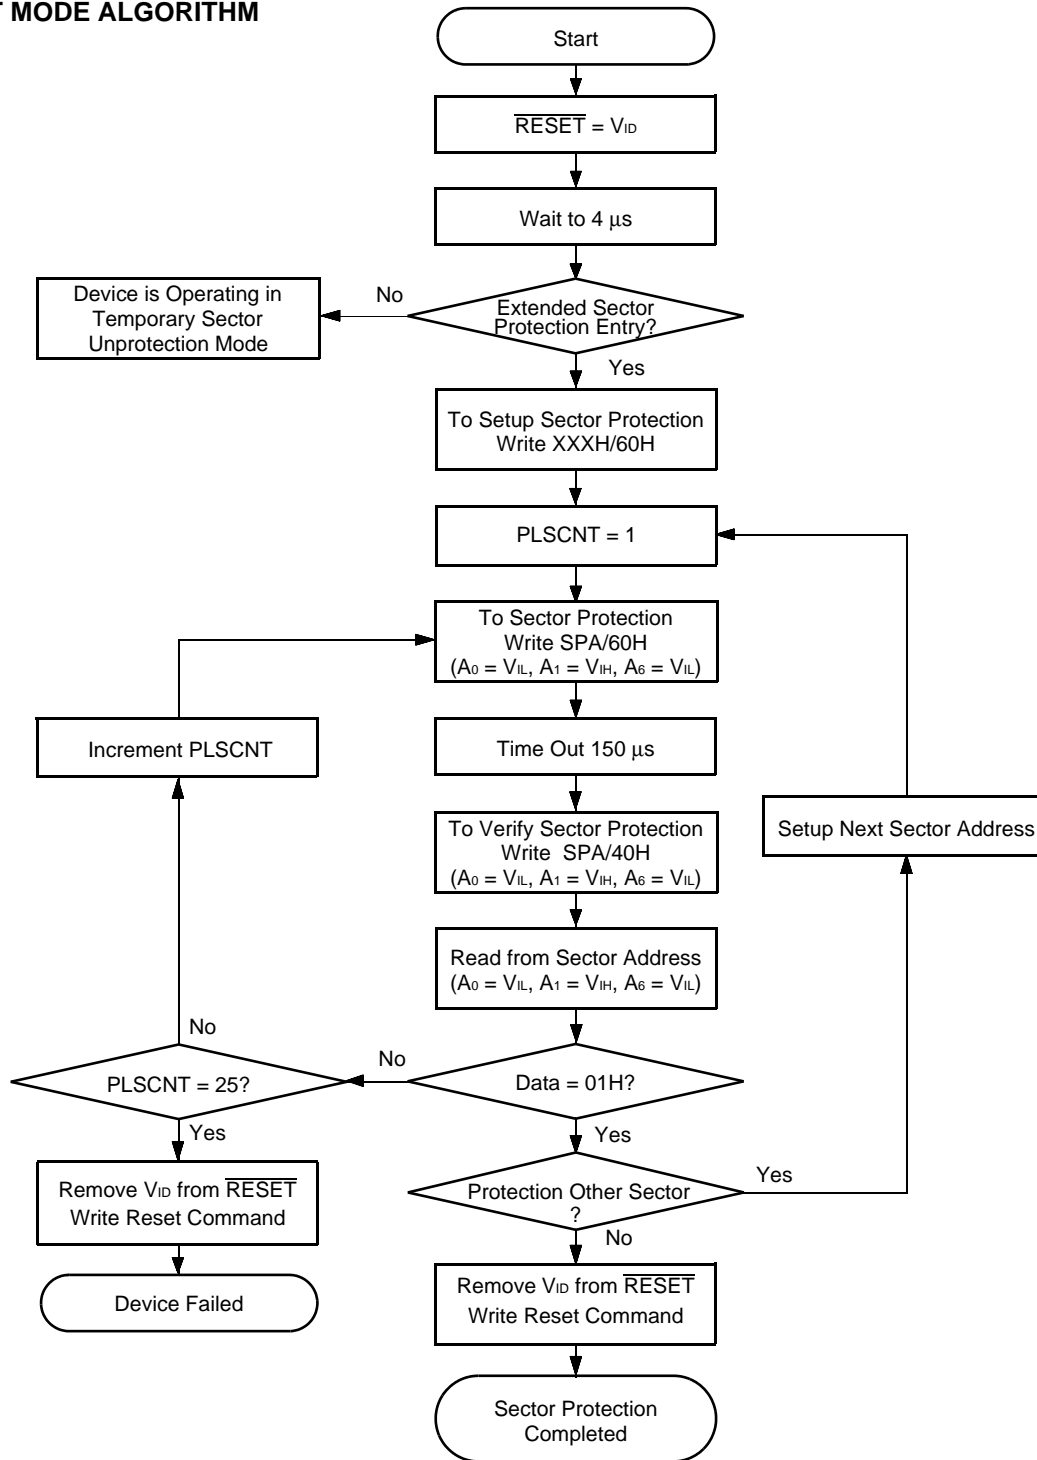 T MODE ALGORITHM
Start
RESET = VID
Wait to 4 μs
No
Device is Operating in
Temporary Sector
Unprotection Mode
Extended Sector
Protection Entry?
Yes
To Setup Sector Protection
Write XXXH/60H
PLSCNT = 1
To Sector Protection
Write SPA/60H
(A0 = VIL, A1 = VIH, A6 = VIL)
Increment PLSCNT
Time Out 150 μs
To Verify Sector Protection
Write SPA/40H
(A0 = VIL, A1 = VIH, A6 = VIL)
Setup Next Sector Address
Read from Sector Address
(A0 = VIL, A1 = VIH, A6 = VIL)
No
PLSCNT = 25?
No
Data = 01H?
Yes
Yes
Remove VID from RESET
Write Reset Command
Protection Other Sector
?
Yes
No
Device Failed
Remove VID from RESET
Write Reset Command
Sector Protection
Completed